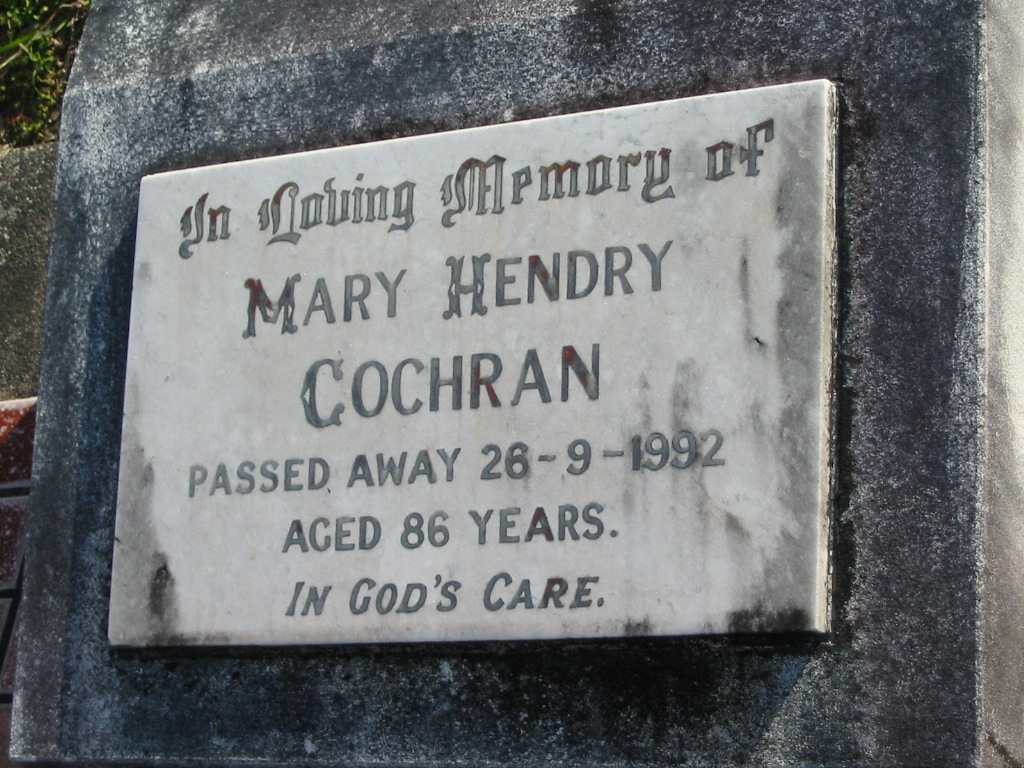 In Loving Memory of
MARY HENDRY
COCHRAN
PASSED AWAY 26-9-1992
AGED 86 YEARS.
IN GOD'S CARE.